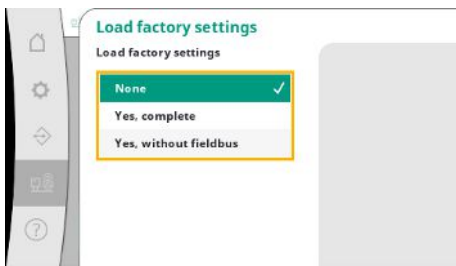 Load factory settings
Load factory settings
None
Yes, complete
Yes, without fieldbus
?